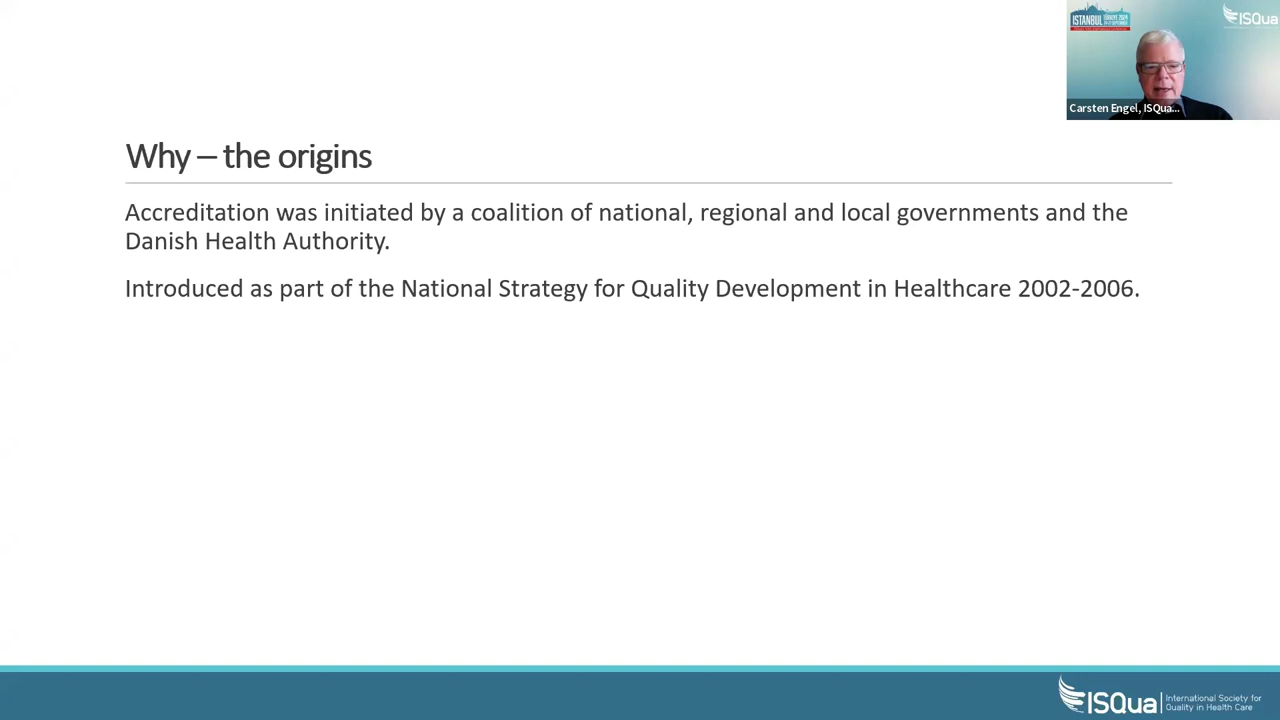 ISTANBUL
ISQua
Carsten Engel, ISQua...
Why – the origins
Accreditation was initiated by a coalition of national, regional and local governments and the
Danish Health Authority.
Introduced as part of the National Strategy for Quality Development in Healthcare 2002-2006.
ISQua
International Society for
Quality in Health Care